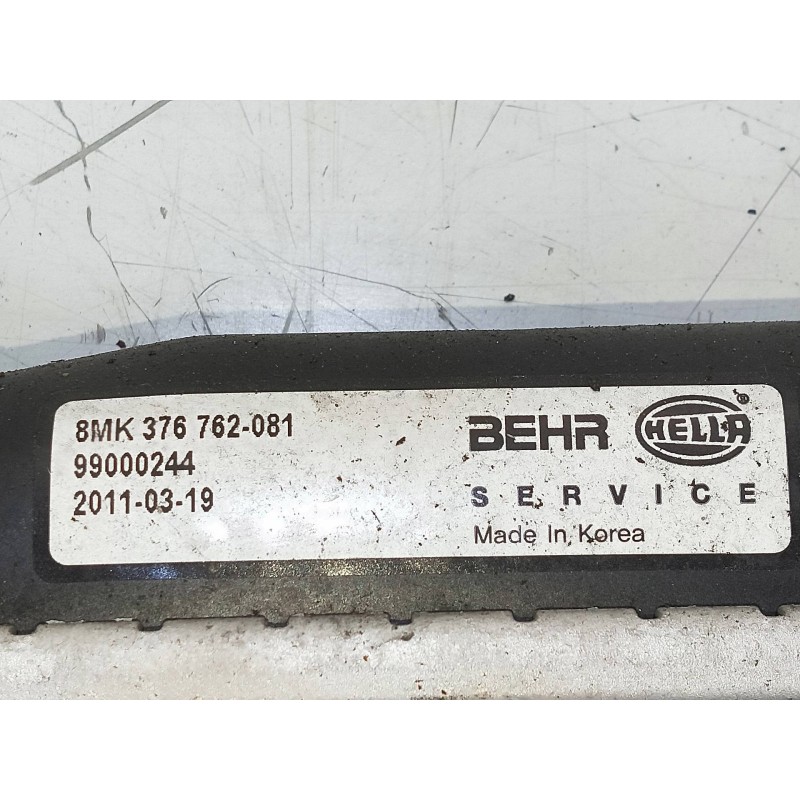 8MK 376 762-081
99000244
2011-03-19
BEHR HELLA®
SERVICE
Made In Korea